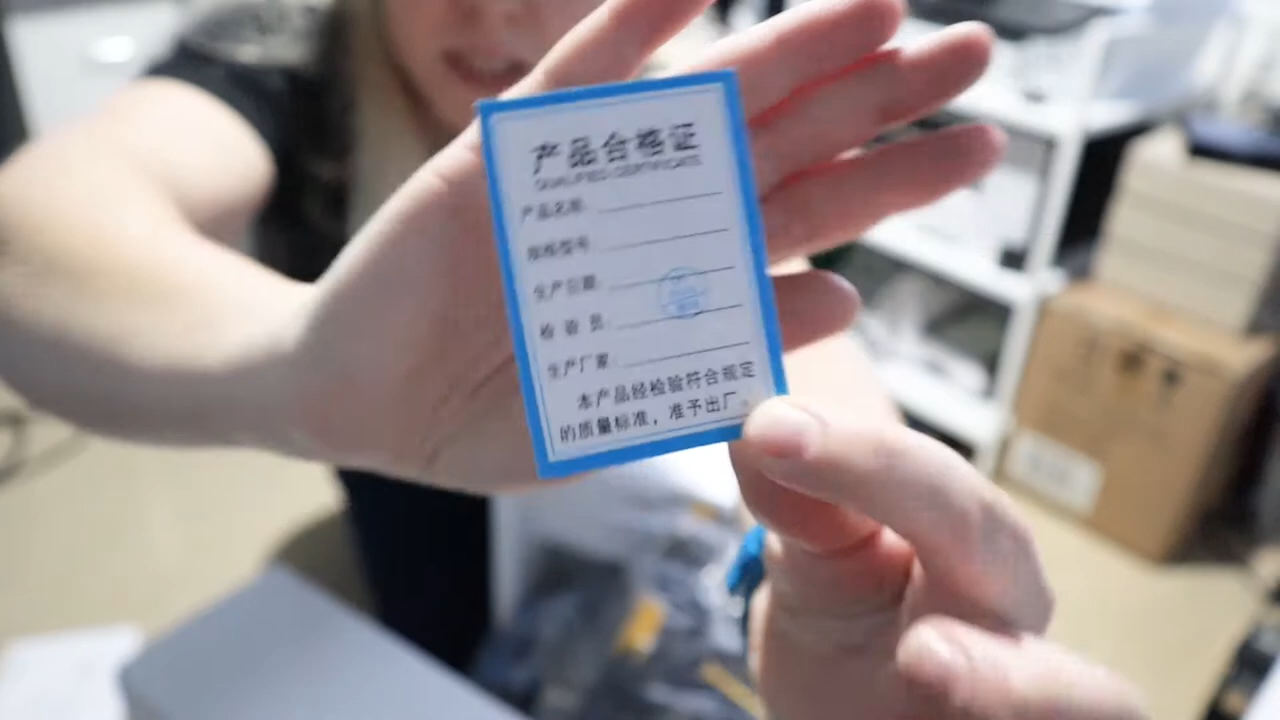 产品合格证
QUALIFIED CERTIFICATE
产品名称:
规格型号:
生产日期:
检 验 员:
生产厂家:
本产品经检验符合规定
的质量标准，准予出厂。